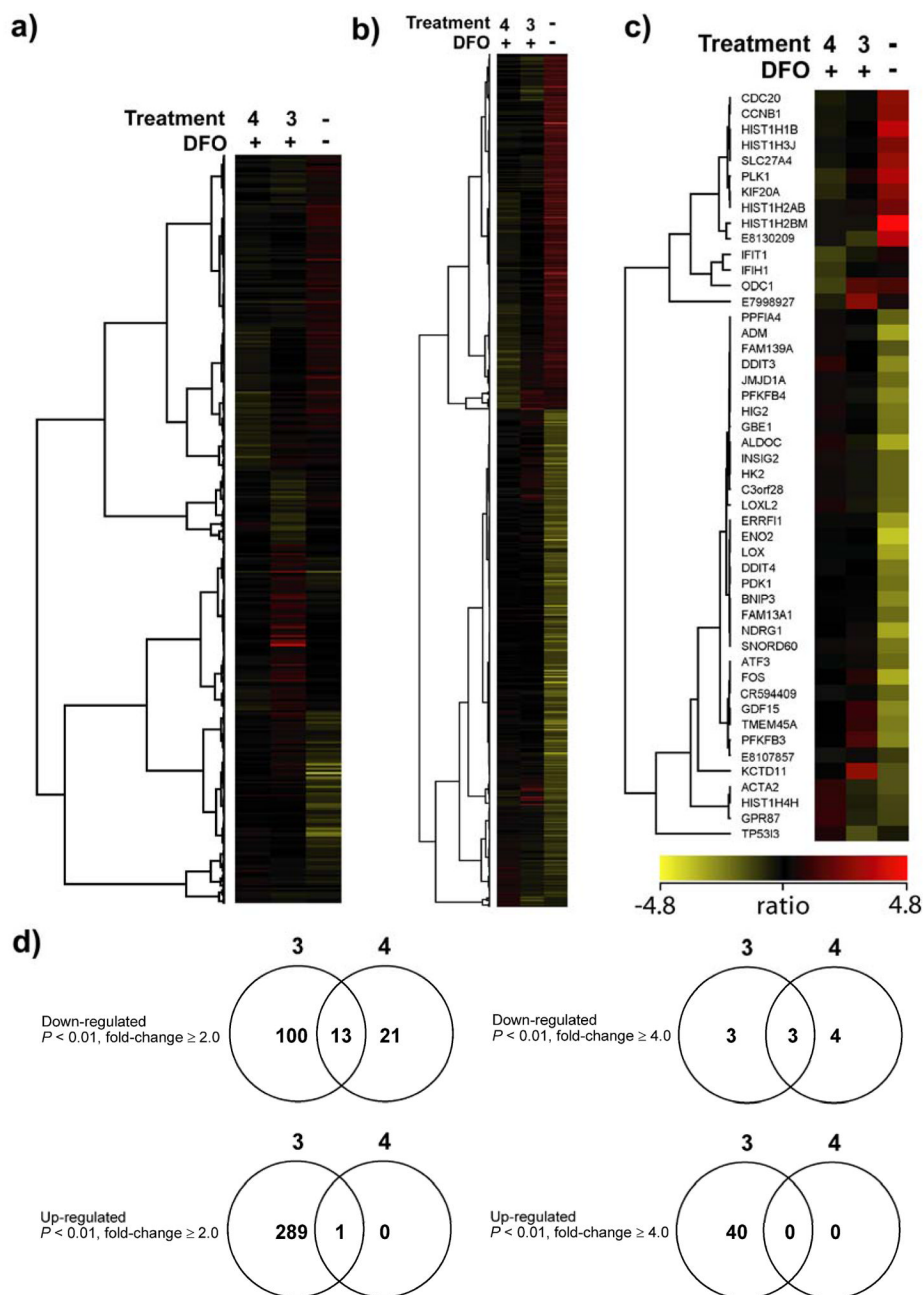 a)
Treatment 4 3 -
DFO + + -
b)
Treatment 4 3 -
DFO + + -
c)
Treatment 4 3 -
DFO + + -
CDC20
CCNB1
HIST1H1B
HIST1H3J
SLC27A4
PLK1
KIF20A
HIST1H2AB
HIST1H2BM
E8130209
IFIT1
IFIH1
ODC1
E7998927
PPFIA4
ADM
FAM139A
DDIT3
JMJD1A
PFKFB4
HIG2
GBE1
ALDOC
INSIG2
HK2
C3orf28
LOXL2
ERRFI1
ENO2
LOX
DDIT4
PDK1
BNIP3
FAM13A1
NDRG1
SNORD60
ATF3
FOS
CR594409
GDF15
TMEM45A
PFKFB3
E8107857
KCTD11
ACTA2
HIST1H4H
GPR87
TP53I3
-4.8 ratio 4.8
d)
3 4
Down-regulated
P < 0.01, fold-change ≥ 2.0
100 13 21
3 4
Down-regulated
P < 0.01, fold-change ≥ 4.0
3 3 4
3 4
Up-regulated
P < 0.01, fold-change ≥ 2.0
289 1 0
3 4
Up-regulated
P < 0.01, fold-change ≥ 4.0
40 0 0